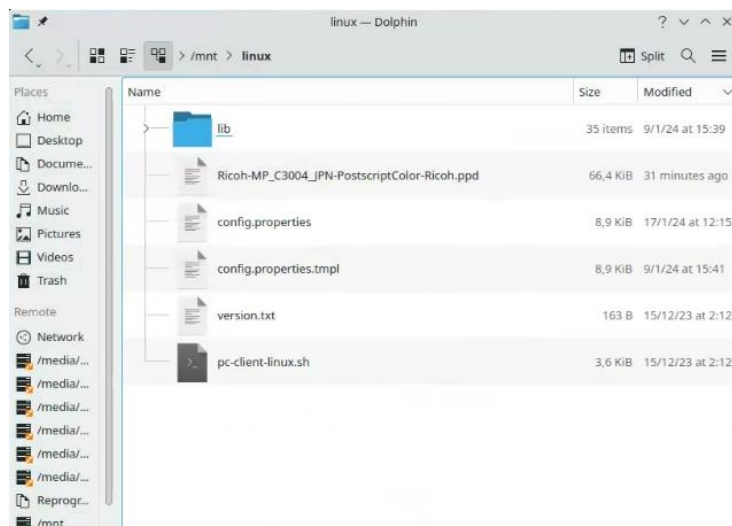 linux — Dolphin
/mnt > linux
Split
Places
Home
Desktop
Docume...
Downlo...
Music
Pictures
Videos
Trash
Remote
Network
/media/...
/media/...
/media/...
/media/...
/media/...
/media/...
Reprogr...
/mnt
Name Size Modified
lib 35 items 9/1/24 at 15:39
Ricoh-MP_C3004_JPN-PostscriptColor-Ricoh.ppd 66,4 KiB 31 minutes ago
config.properties 8,9 KiB 17/1/24 at 12:15
config.properties.tmpl 8,9 KiB 9/1/24 at 15:41
version.txt 163 B 15/12/23 at 2:12
pc-client-linux.sh 3,6 KiB 15/12/23 at 2:12